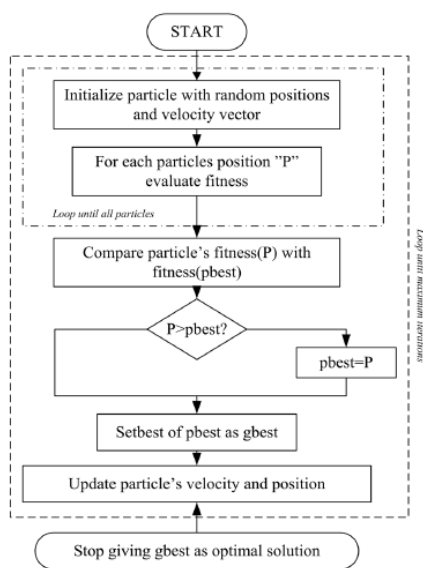 START
Initialize particle with random positions
and velocity vector
For each particles position "P"
evaluate fitness
Loop until all particles
Compare particle's fitness(P) with
fitness(pbest)
P>pbest?
pbest=P
Setbest of pbest as gbest
Update particle's velocity and position
Loop until maximum iterations
Stop giving gbest as optimal solution